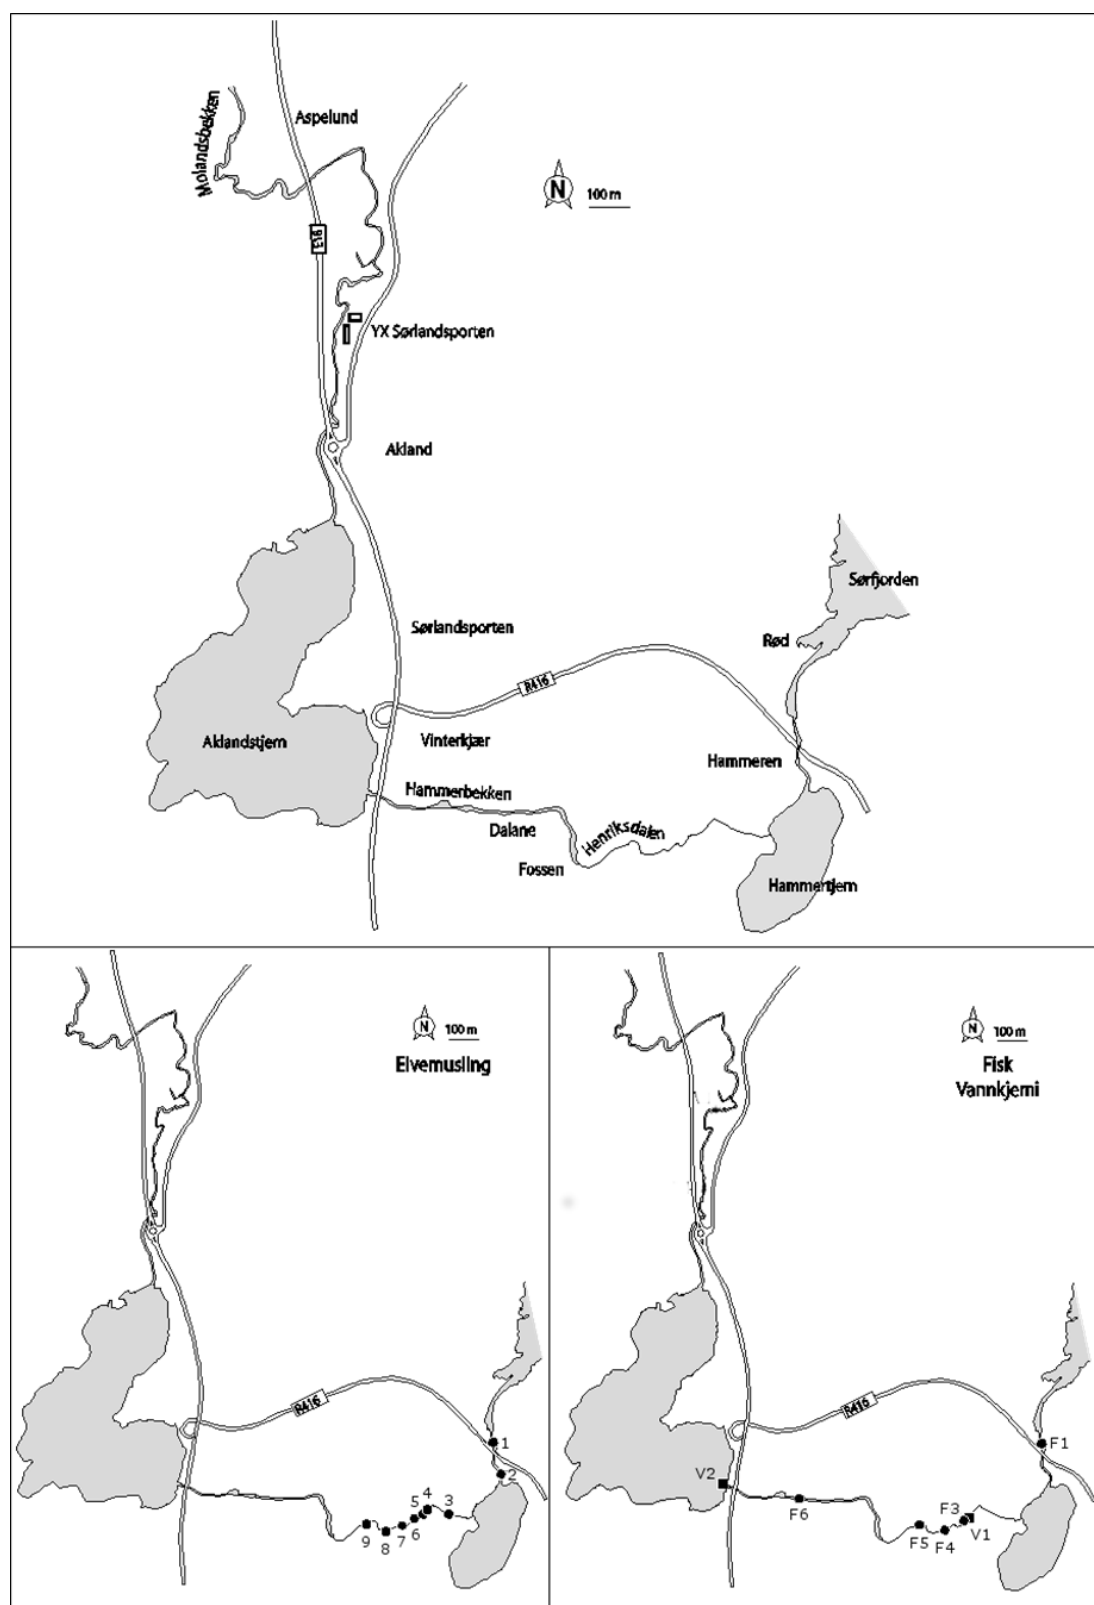 Molandsbekken
Aspelund
N
100 m
YX Sørlandsporten
Akland
Sørfjorden
Sørlandsporten
Rød
R416
Aklandstjern
Vinterkjær
Hammeren
Hammerbekken
Dalane
Henriksdalen
Fossen
Hammertjern
N
100 m
Elvemusling
R416
1
2
3
4
5
6
7
8
9
N
100 m
Fisk
Vannkjemi
R416
F1
V2
F6
F3
V1
F5
F4